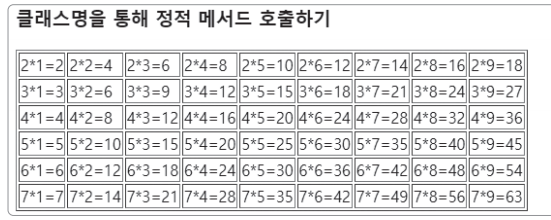 클래스명을 통해 정적 메서드 호출하기
2*1=2 2*2=4 2*3=6 2*4=8 2*5=10 2*6=12 2*7=14 2*8=16 2*9=18
3*1=3 3*2=6 3*3=9 3*4=12 3*5=15 3*6=18 3*7=21 3*8=24 3*9=27
4*1=4 4*2=8 4*3=12 4*4=16 4*5=20 4*6=24 4*7=28 4*8=32 4*9=36
5*1=5 5*2=10 5*3=15 5*4=20 5*5=25 5*6=30 5*7=35 5*8=40 5*9=45
6*1=6 6*2=12 6*3=18 6*4=24 6*5=30 6*6=36 6*7=42 6*8=48 6*9=54
7*1=7 7*2=14 7*3=21 7*4=28 7*5=35 7*6=42 7*7=49 7*8=56 7*9=63